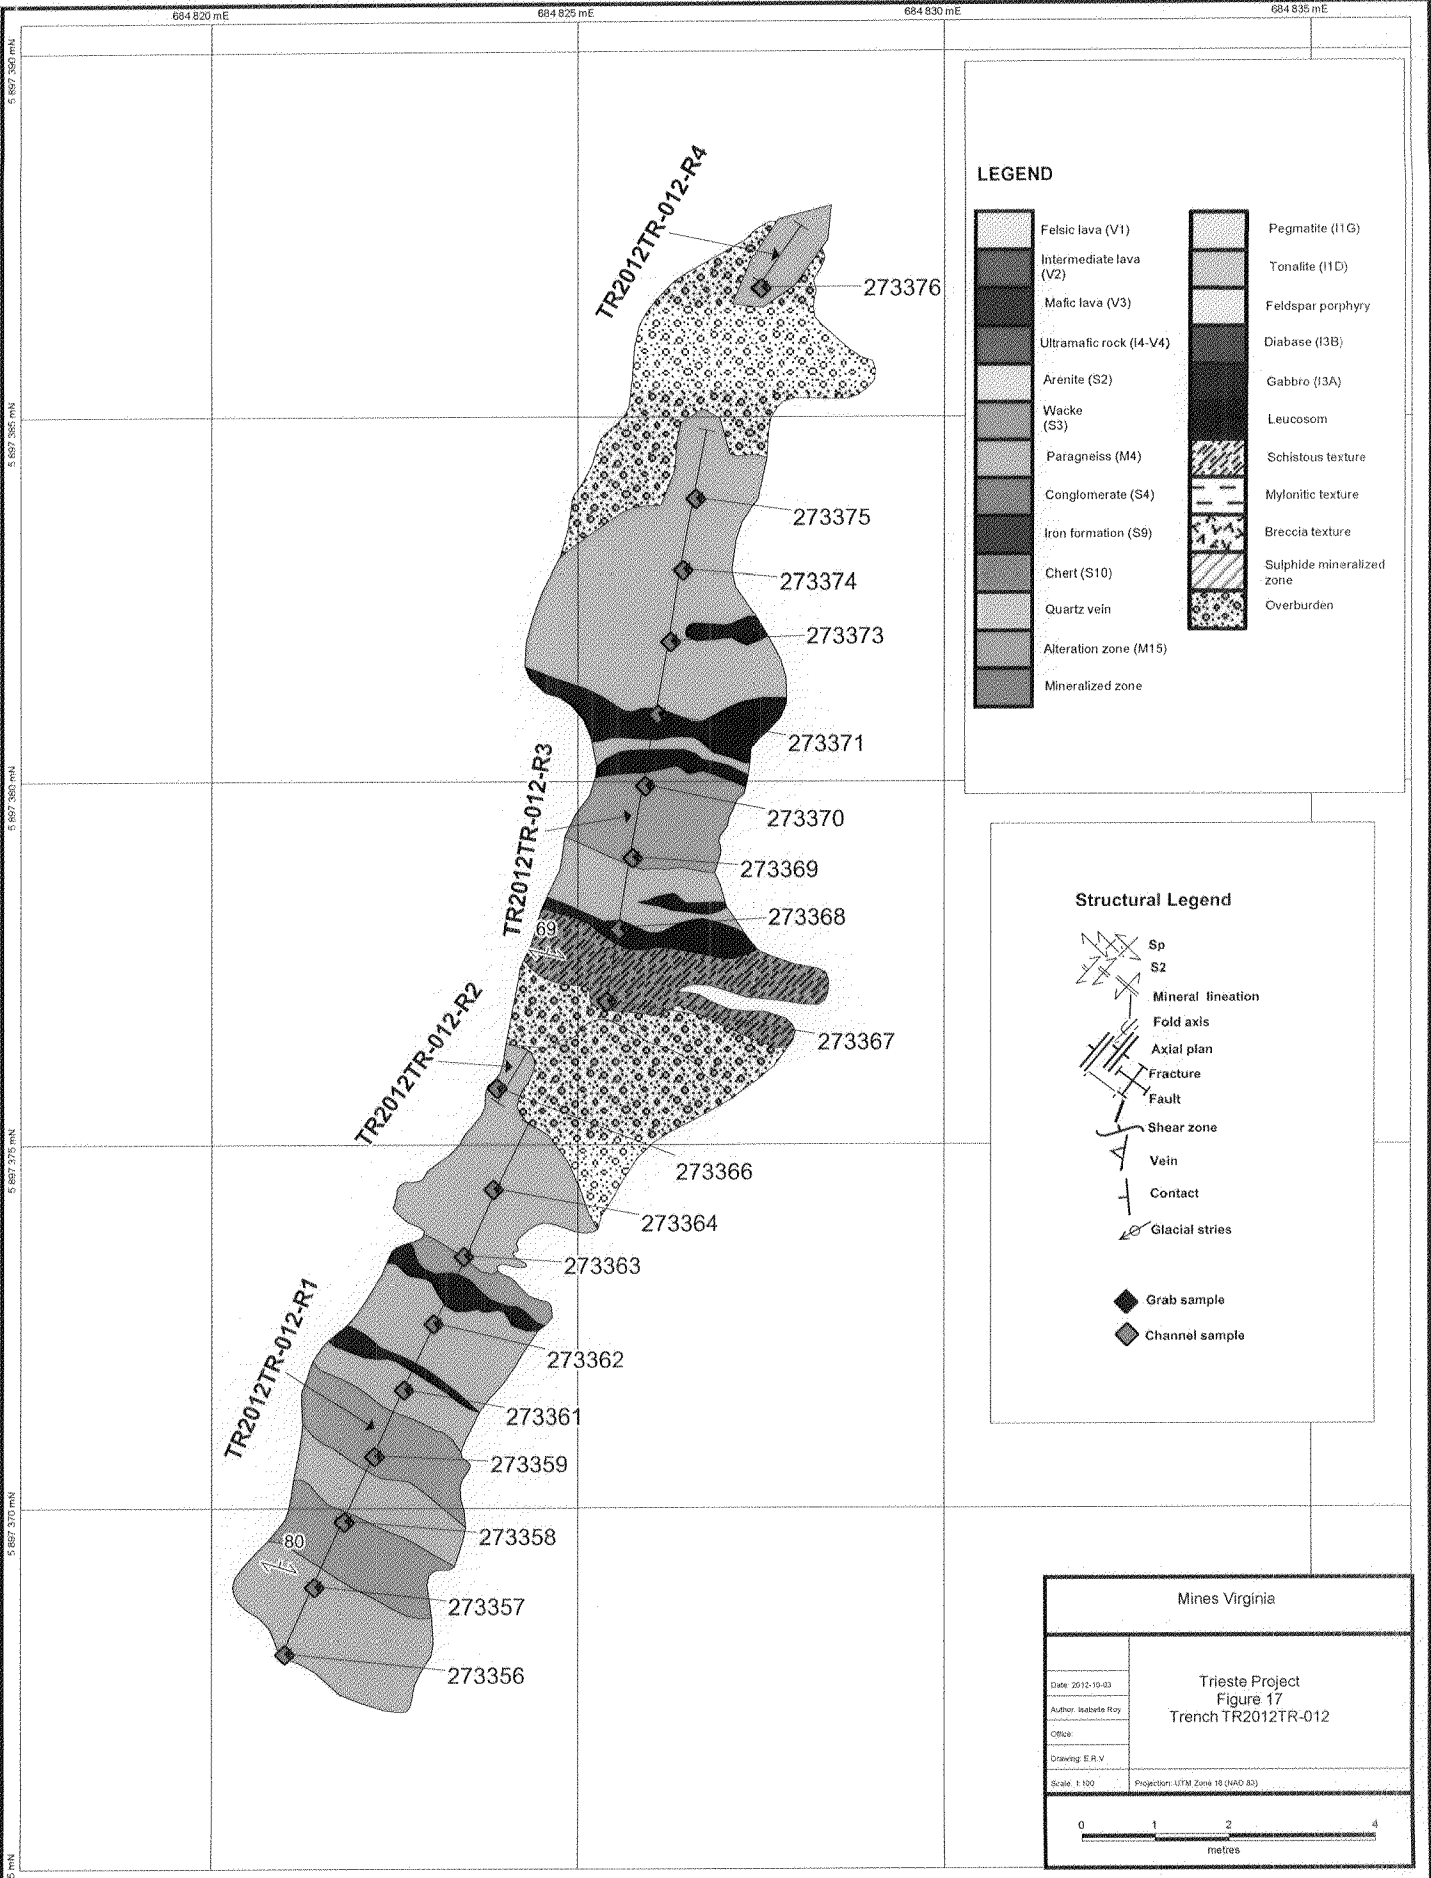 684 820 mE
684 825 mE
684 830 mE
684 835 mE
5 897 390 mN
5 897 385 mN
5 897 380 mN
5 897 375 mN
5 897 370 mN
5 mN
TR2012TR-012-R4
273376
273375
273374
273373
273371
TR2012TR-012-R3
273370
273369
273368
69
273367
TR2012TR-012-R2
273366
273364
273363
TR2012TR-012-R1
273362
273361
273359
273358
80
273357
273356
LEGEND
Felsic lava (V1)
Intermediate lava
(V2)
Mafic lava (V3)
Ultramafic rock (I4-V4)
Arenite (S2)
Wacke
(S3)
Paragneiss (M4)
Conglomerate (S4)
Iron formation (S9)
Chert (S10)
Quartz vein
Alteration zone (M15)
Mineralized zone
Pegmatite (I1G)
Tonalite (I1D)
Feldspar porphyry
Diabase (I3B)
Gabbro (I3A)
Leucosom
Schistous texture
Mylonitic texture
Breccia texture
Sulphide mineralized
zone
Overburden
Structural Legend
Sp
S2
Mineral lineation
Fold axis
Axial plan
Fracture
Fault
Shear zone
Vein
Contact
Glacial stries
Grab sample
Channel sample
Mines Virginia
Date: 2012-10-03
Author: Isabelle Roy
Office:
Drawing: E.R.V
Scale: 1:100
Trieste Project
Figure 17
Trench TR2012TR-012
Projection: UTM Zone 18 (NAD 83)
0 1 2 4
metres